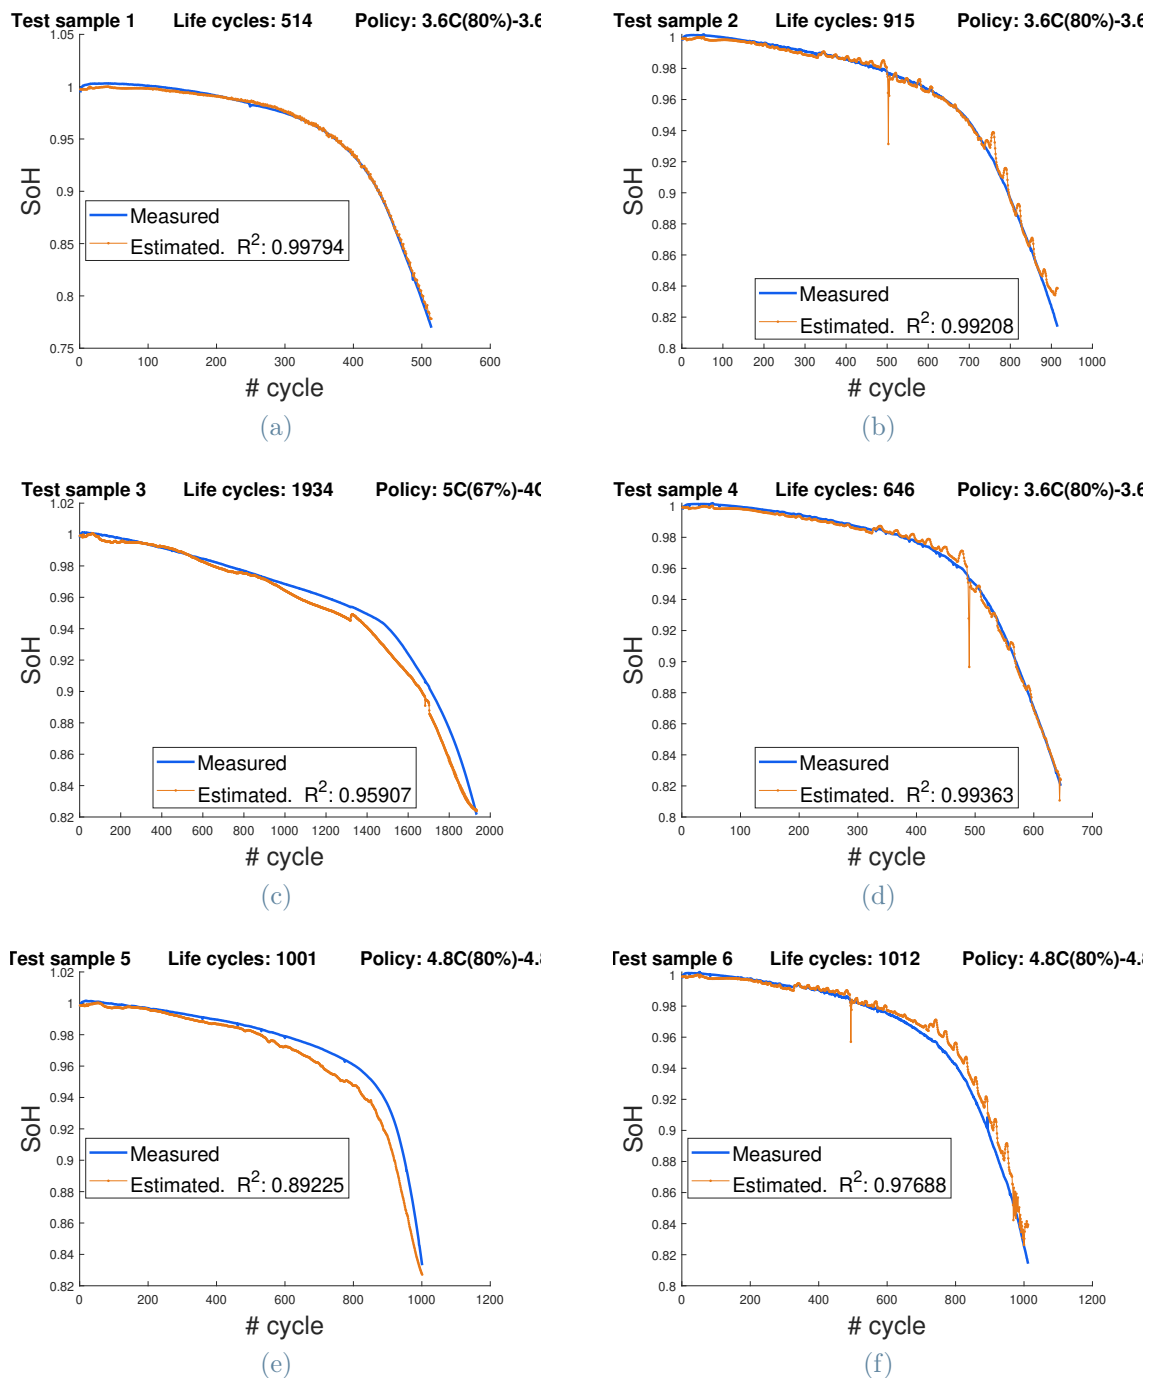 Test sample 1 Life cycles: 514 Policy: 3.6C(80%)-3.6
1.05
1
0.95
0.9
0.85
0.8
0.75
SoH
Measured
Estimated. R²: 0.99794
0 100 200 300 400 500 600
# cycle
(a)
Test sample 2 Life cycles: 915 Policy: 3.6C(80%)-3.6
1
0.98
0.96
0.94
0.92
0.9
0.88
0.86
0.84
0.82
0.8
SoH
Measured
Estimated. R²: 0.99208
0 100 200 300 400 500 600 700 800 900 1000
# cycle
(b)
Test sample 3 Life cycles: 1934 Policy: 5C(67%)-4C
1.02
1
0.98
0.96
0.94
0.92
0.9
0.88
0.86
0.84
0.82
SoH
Measured
Estimated. R²: 0.95907
0 200 400 600 800 1000 1200 1400 1600 1800 2000
# cycle
(c)
Test sample 4 Life cycles: 646 Policy: 3.6C(80%)-3.6
1
0.98
0.96
0.94
0.92
0.9
0.88
0.86
0.84
0.82
0.8
SoH
Measured
Estimated. R²: 0.99363
0 100 200 300 400 500 600 700
# cycle
(d)
Test sample 5 Life cycles: 1001 Policy: 4.8C(80%)-4.8
1.02
1
0.98
0.96
0.94
0.92
0.9
0.88
0.86
0.84
0.82
SoH
Measured
Estimated. R²: 0.89225
0 200 400 600 800 1000 1200
# cycle
(e)
Test sample 6 Life cycles: 1012 Policy: 4.8C(80%)-4.8
1
0.98
0.96
0.94
0.92
0.9
0.88
0.86
0.84
0.82
0.8
SoH
Measured
Estimated. R²: 0.97688
0 200 400 600 800 1000 1200
# cycle
(f)